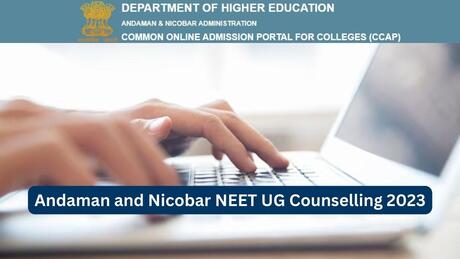 DEPARTMENT OF HIGHER EDUCATION
ANDAMAN & NICOBAR ADMINISTRATION
COMMON ONLINE ADMISSION PORTAL FOR COLLEGES (CCAP)
Andaman and Nicobar NEET UG Counselling 2023